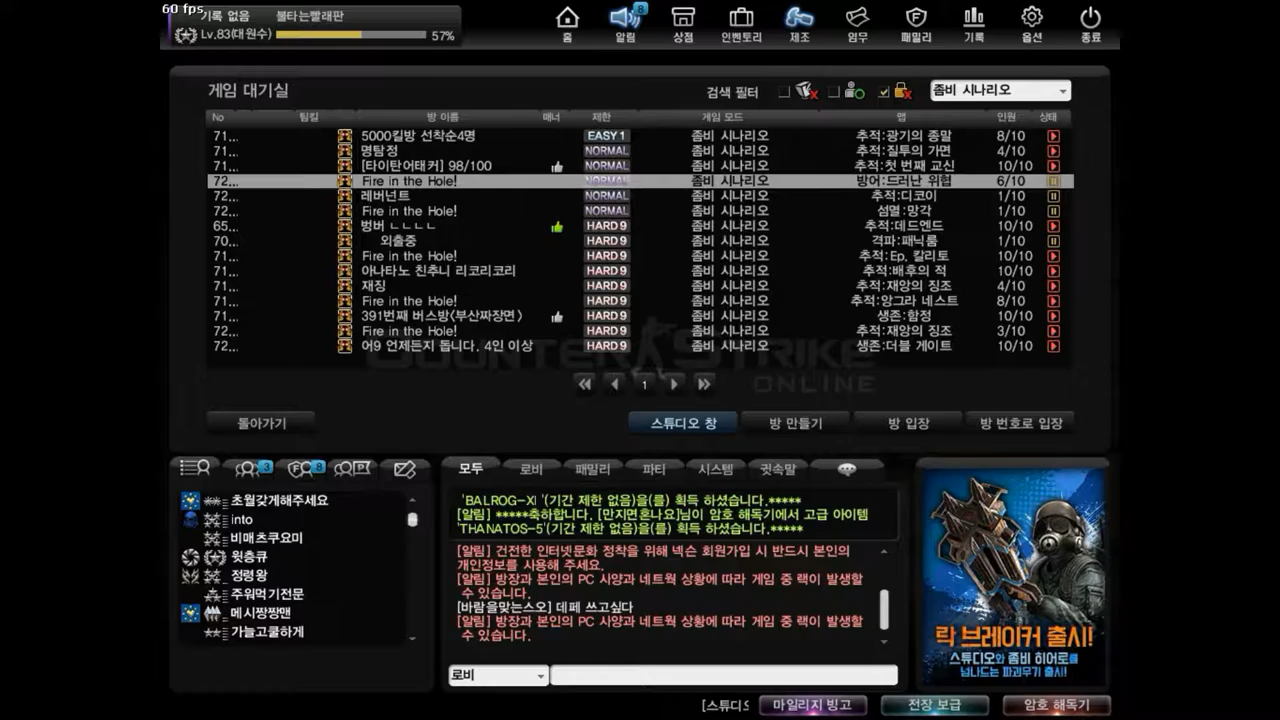 60 fps
기록 없음 불타는빨래판
Lv.83(대원수) 57%
8
홈 알림 상점 인벤토리 제조 임무 패밀리 기록 옵션 종료
게임 대기실 검색 필터 좀비 시나리오
No 팀킬 방 이름 매너 제한 게임 모드 맵 인원 상태
71... 5000킬방 선착순4명 EASY 1 좀비 시나리오 추적:광기의 종말 8/10
71... 명탐정 NORMAL 좀비 시나리오 추적:질투의 가면 4/10
71... [타이탄어태커] 98/100 NORMAL 좀비 시나리오 추적:첫 번째 교신 10/10
72... Fire in the Hole! NORMAL 좀비 시나리오 방어:드러난 위협 6/10
72... 레버넌트 NORMAL 좀비 시나리오 추적:디코이 1/10
72... Fire in the Hole! NORMAL 좀비 시나리오 섬멸:망각 1/10
65... 벙버 ㄴㄴㄴㄴ HARD 9 좀비 시나리오 추적:데드엔드 10/10
70... 외출중 HARD 9 좀비 시나리오 격파:패닉룸 1/10
71... Fire in the Hole! HARD 9 좀비 시나리오 추적:Ep. 칼리토 10/10
71... 아나타노 친추니 리코리코리 HARD 9 좀비 시나리오 추적:배후의 적 10/10
71... 재징 HARD 9 좀비 시나리오 추적:재앙의 징조 4/10
71... Fire in the Hole! HARD 9 좀비 시나리오 추적:앙그라 네스트 8/10
71... 391번째 버스방<부산짜장면> HARD 9 좀비 시나리오 생존:함정 10/10
72... Fire in the Hole! HARD 9 좀비 시나리오 추적:재앙의 징조 3/10
72... 어9 언제든지 됩니다. 4인 이상 HARD 9 좀비 시나리오 생존:더블 게이트 10/10
COUNTER STRIKE
ONLINE
1
돌아가기 스튜디오 창 방 만들기 방 입장 방 번호로 입장
3 8
모두 로비 패밀리 파티 시스템 귓속말
초월갖게해주세요
into
비매츠쿠요미
윗층큐
정령왕
주워먹기전문
메시짱짱맨
가늘고쿨하게
'BALROG-XI '(기간 제한 없음)을(를) 획득 하셨습니다.*****
[알림] *****축하합니다. [만지면혼나요]님이 암호 해독기에서 고급 아이템
'THANATOS-5'(기간 제한 없음)을(를) 획득 하셨습니다.*****
[알림] 건전한 인터넷문화 정착을 위해 넥슨 회원가입 시 반드시 본인의
개인정보를 사용해 주세요.
[알림] 방장과 본인의 PC 사양과 네트웍 상황에 따라 게임 중 랙이 발생할
수 있습니다.
[바람을맞는스오] 데페 쓰고싶다
[알림] 방장과 본인의 PC 사양과 네트웍 상황에 따라 게임 중 랙이 발생할
수 있습니다.
로비
락 브레이커 출시!
스튜디오와 좀비 히어로를
넘나드는 파괴무기 출시!
[스튜디오
마일리지 빙고 전장 보급 암호 해독기